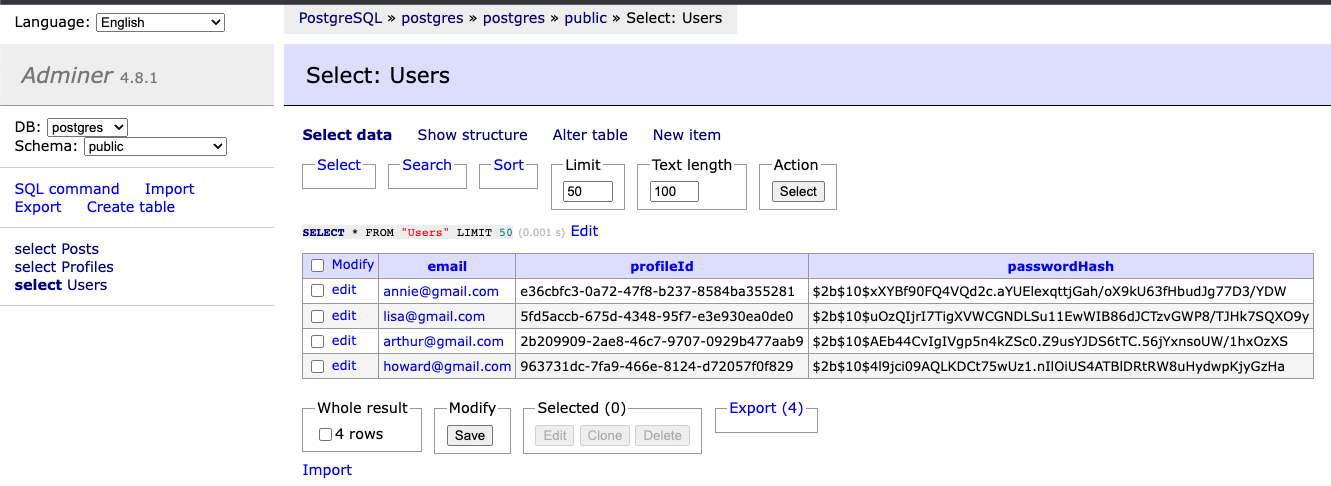 Language: English
PostgreSQL » postgres » postgres » public » Select: Users
Adminer 4.8.1
Select: Users
DB: postgres
Schema: public
Select data Show structure Alter table New item
Select Search Sort Limit Text length Action
50 100 Select
SQL command Import
Export Create table
SELECT * FROM "Users" LIMIT 50 (0.001 s) Edit
select Posts
select Profiles
select Users
Modify email profileId passwordHash
edit annie@gmail.com e36cbfc3-0a72-47f8-b237-8584ba355281 $2b$10$xXYBf90FQ4VQd2c.aYUElexqttjGah/oX9kU63fHbudJg77D3/YDW
edit lisa@gmail.com 5fd5accb-675d-4348-95f7-e3e930ea0de0 $2b$10$uOzQIjrI7TigXVWCGNDLSu11EwWIB86dJCTzvGWP8/TJHk7SQXO9y
edit arthur@gmail.com 2b209909-2ae8-46c7-9707-0929b477aab9 $2b$10$AEb44CvIgIVgp5n4kZSc0.Z9usYJDS6tTC.56jYxnsoUW/1hxOzXS
edit howard@gmail.com 963731dc-7fa9-466e-8124-d72057f0f829 $2b$10$4l9jci09AQLKDCt75wUz1.nIlOiUS4ATBlDRtRW8uHydwpKjyGzHa
Whole result Modify Selected (0) Export (4)
4 rows Save Edit Clone Delete
Import